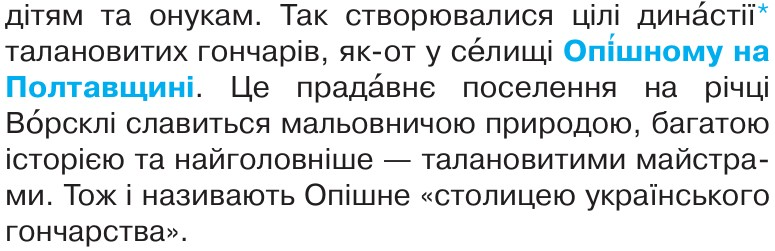 дітям та онукам. Так створювалися цілі дина́стії*
талановитих гончарів, як-от у се́лищі Опі́шному на
Полтавщині. Це прада́внє поселення на річці
Во́рсклі славиться мальовничою природою, багатою
історією та найголовніше — талановитими майстра-
ми. Тож і називають Опішне «столицею українського
гончарства».